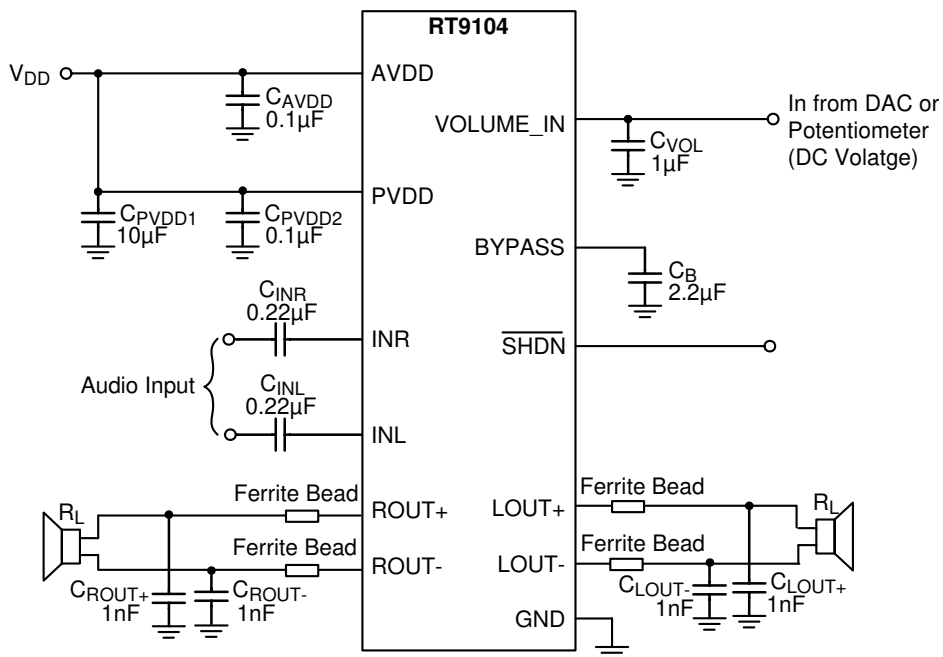 RT9104
VDD
AVDD
CAVDD
0.1µF
VOLUME_IN
In from DAC or
Potentiometer
(DC Volatge)
CVOL
1µF
PVDD
CPVDD1
10µF
CPVDD2
0.1µF
BYPASS
CB
2.2µF
CINR
0.22µF
INR
SHDN
Audio Input
CINL
0.22µF
INL
RL
Ferrite Bead
ROUT+
Ferrite Bead
ROUT-
CROUT+
1nF
CROUT-
1nF
LOUT+
Ferrite Bead
RL
LOUT-
Ferrite Bead
CLOUT-
1nF
CLOUT+
1nF
GND